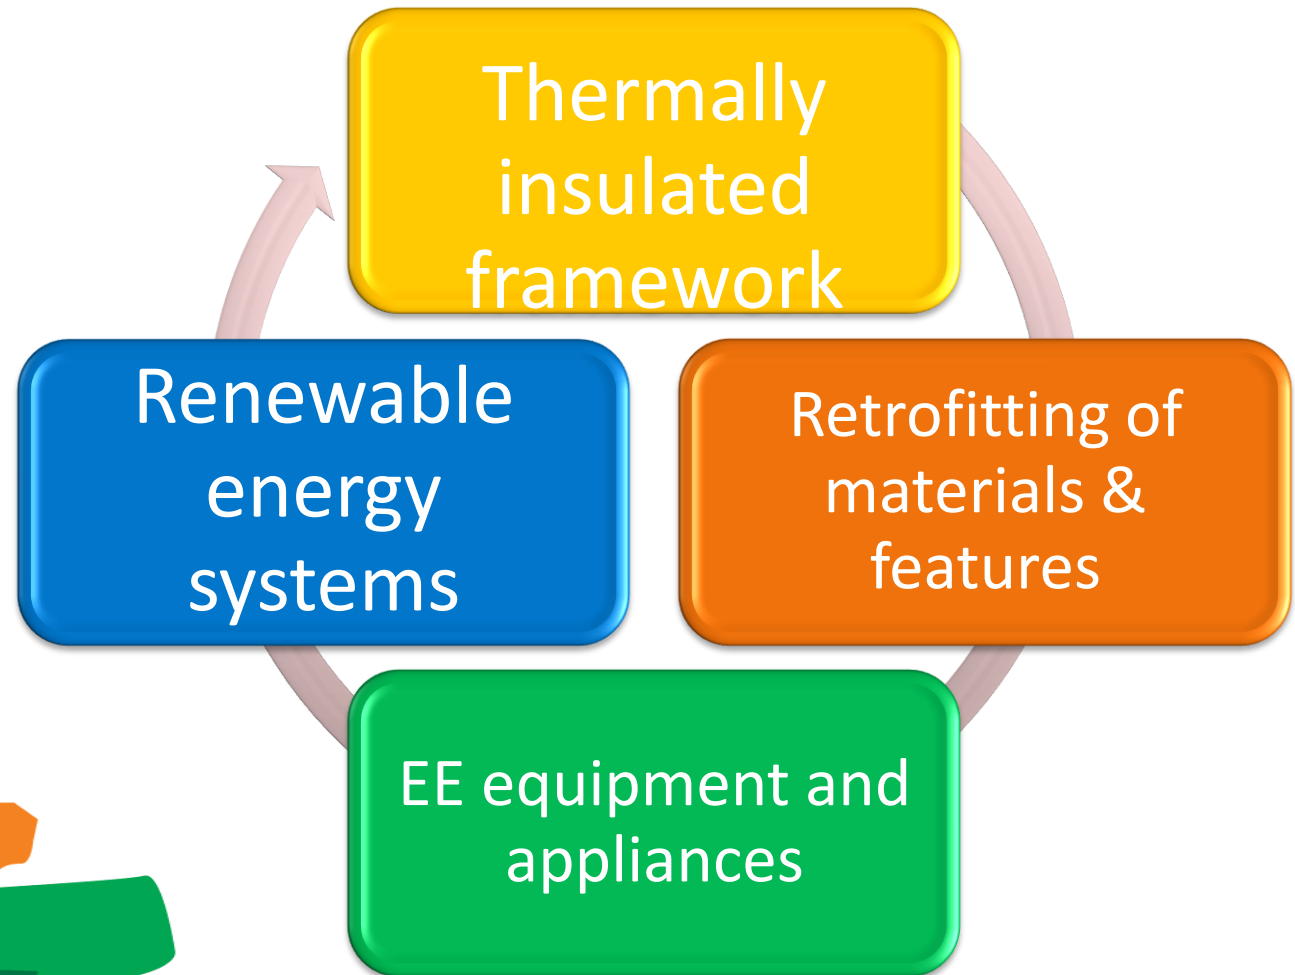 Thermally
insulated
framework
Retrofitting of
materials &
features
EE equipment and
appliances
Renewable
energy
systems